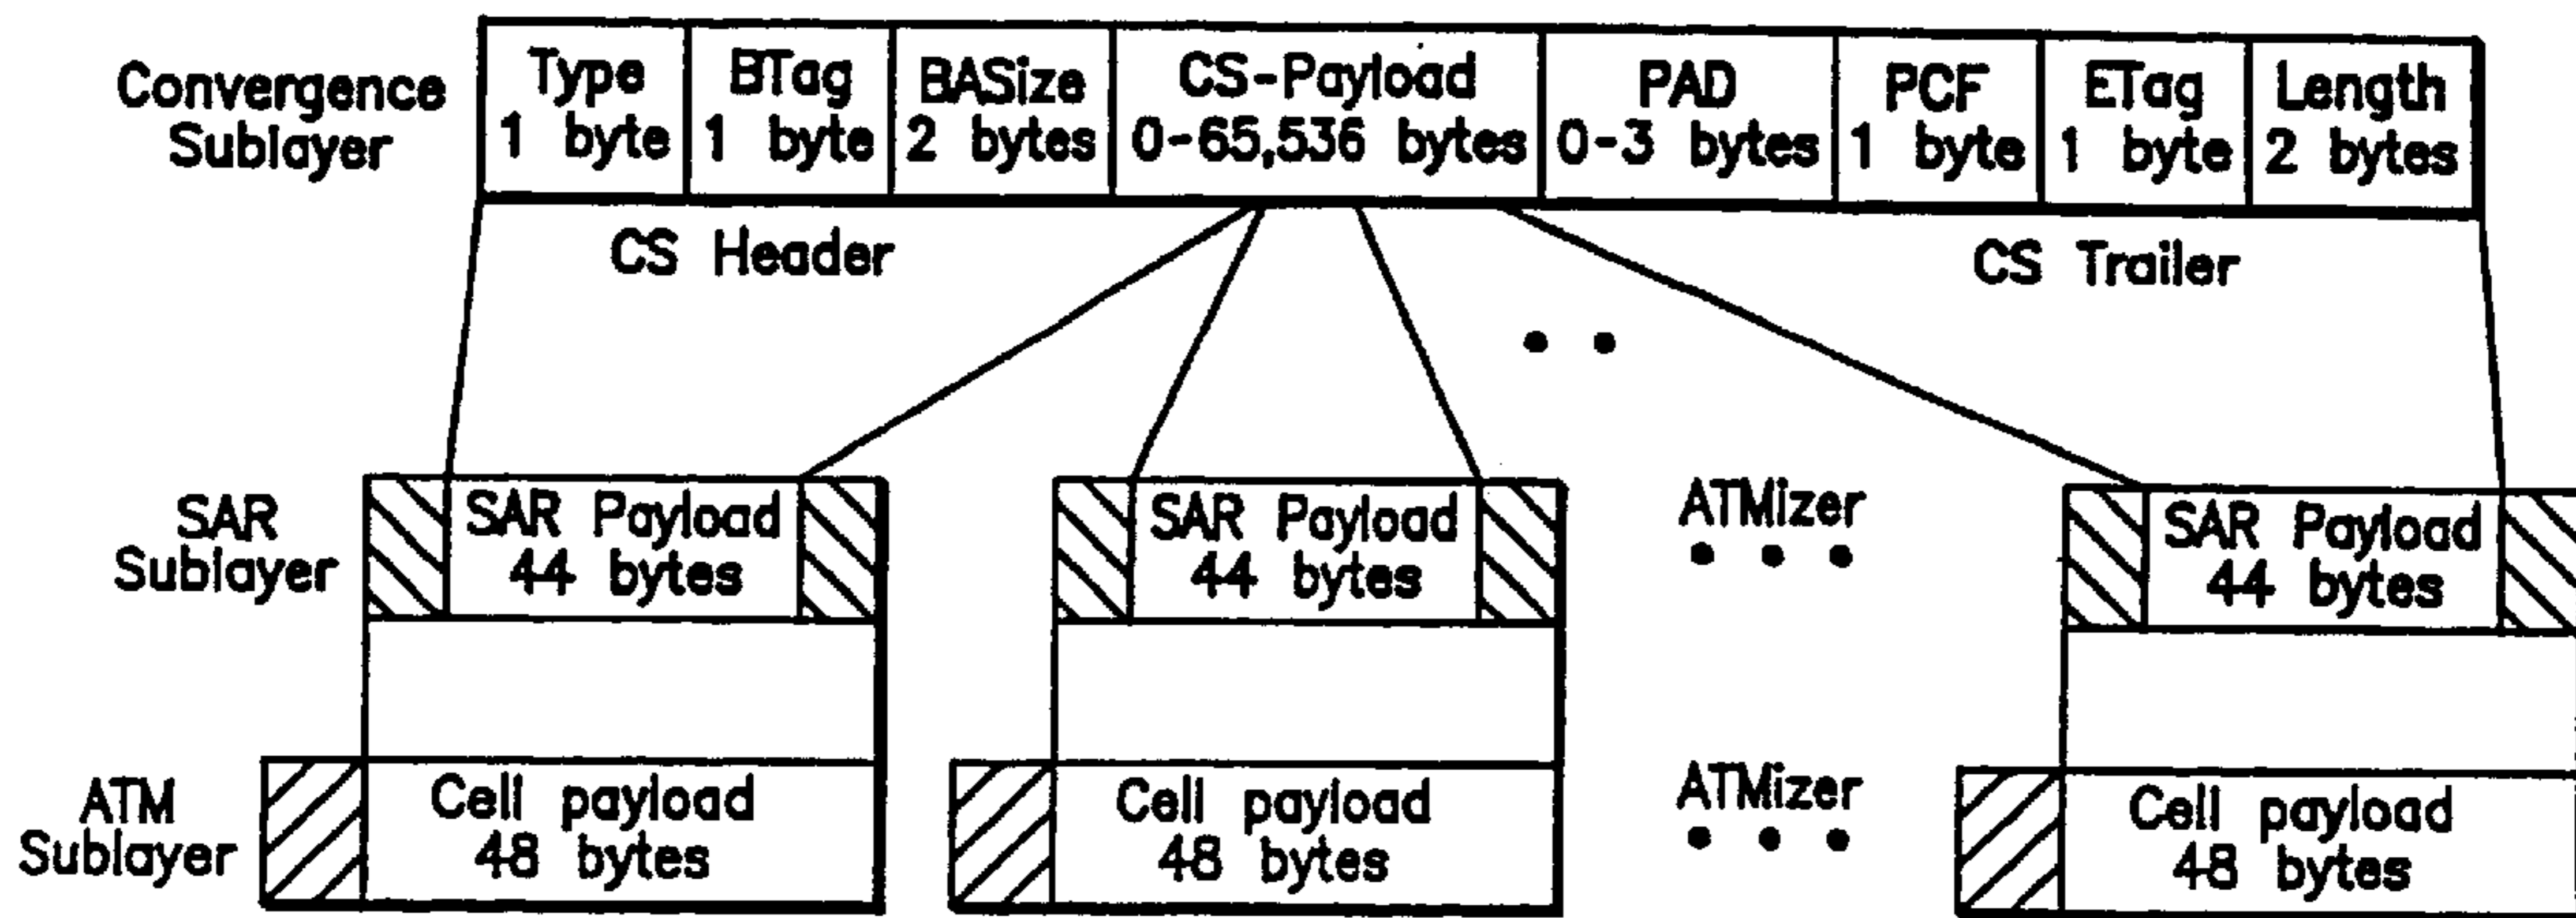 Convergence
Sublayer
Type
1 byte
BTag
1 byte
BASize
2 bytes
CS-Payload
0-65,536 bytes
PAD
0-3 bytes
PCF
1 byte
ETag
1 byte
Length
2 bytes
CS Header
CS Trailer
SAR
Sublayer
SAR Payload
44 bytes
SAR Payload
44 bytes
ATMizer
SAR Payload
44 bytes
ATM
Sublayer
Cell payload
48 bytes
Cell payload
48 bytes
ATMizer
Cell payload
48 bytes